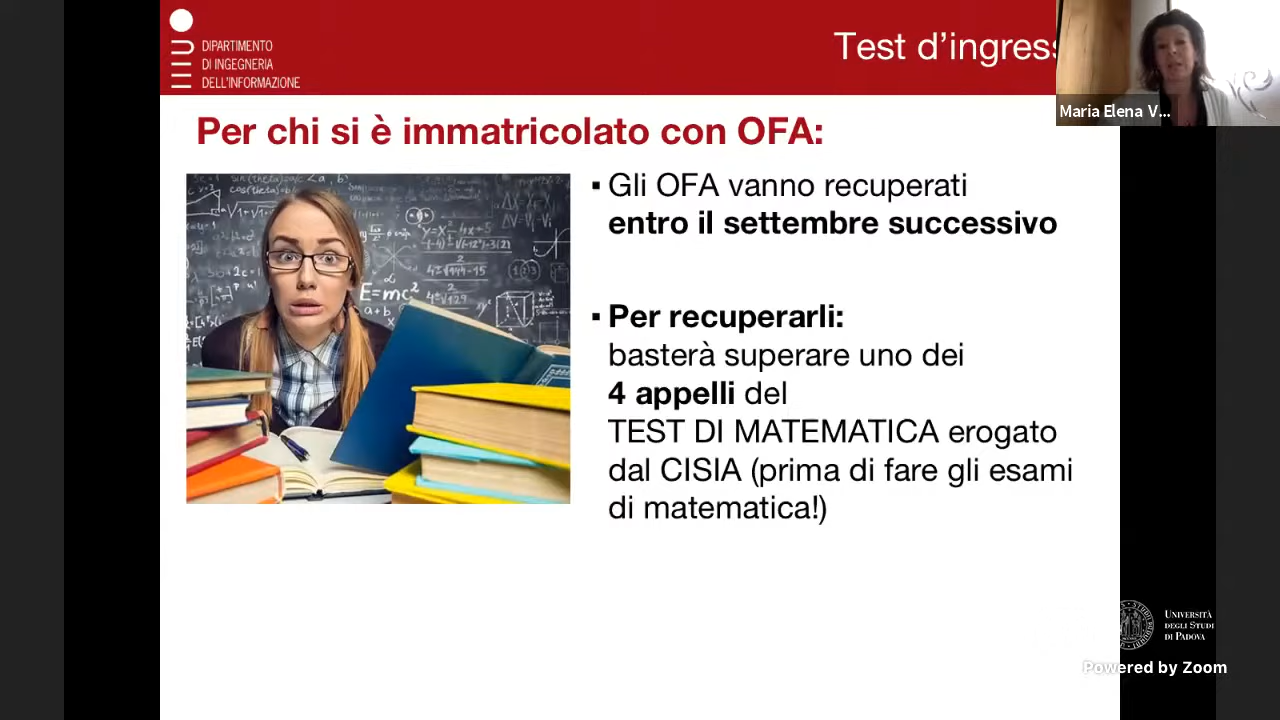 DIPARTIMENTO
DI INGEGNERIA
DELL'INFORMAZIONE
Test d'ingress
Maria Elena V...
Per chi si è immatricolato con OFA:
▪ Gli OFA vanno recuperati
entro il settembre successivo
E=mc²
a+b
▪ Per recuperarli:
basterà superare uno dei
4 appelli del
TEST DI MATEMATICA erogato
dal CISIA (prima di fare gli esami
di matematica!)
UNIVERSITÀ
DEGLI STUDI
DI PADOVA
Powered by Zoom